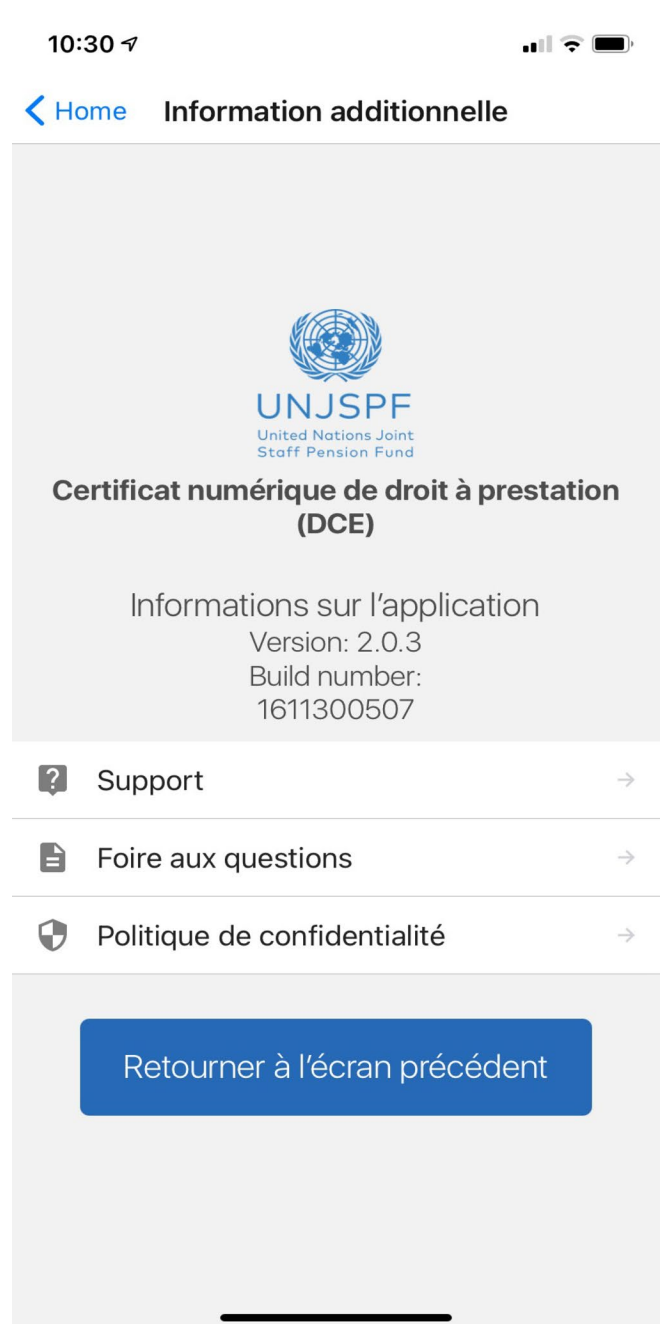 10:30
Home Information additionnelle
UNJSPF
United Nations Joint
Staff Pension Fund
Certificat numérique de droit à prestation
(DCE)
Informations sur l’application
Version: 2.0.3
Build number:
1611300507
Support
Foire aux questions
Politique de confidentialité
Retourner à l’écran précédent